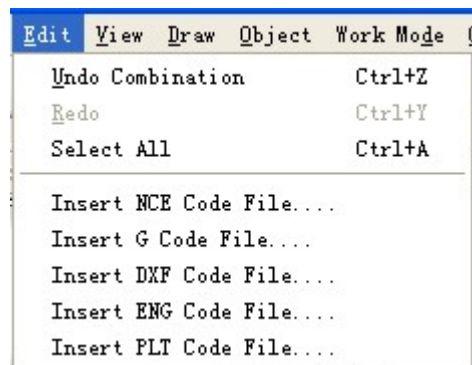 Edit View Draw Object Work Mode
Undo Combination Ctrl+Z
Redo Ctrl+Y
Select All Ctrl+A
Insert NCE Code File....
Insert G Code File....
Insert DXF Code File....
Insert ENG Code File....
Insert PLT Code File....